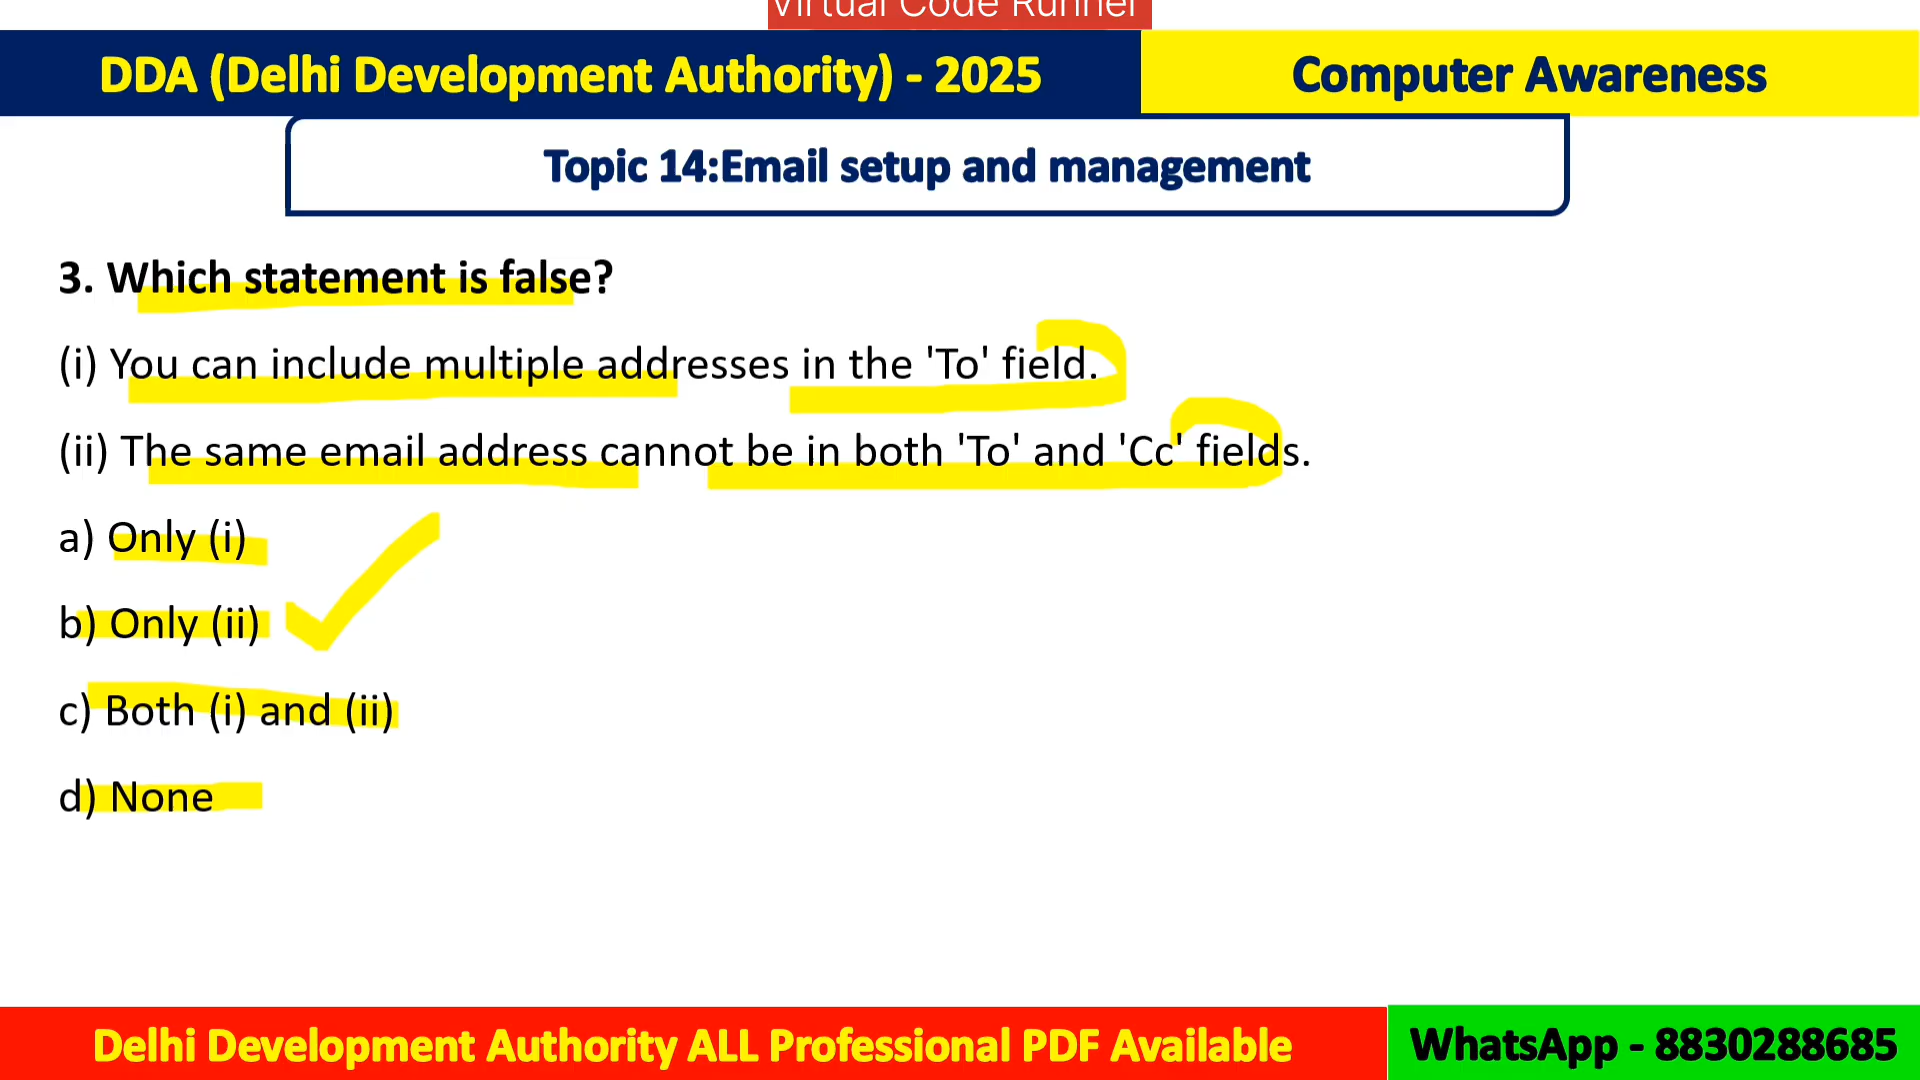 Virtual Code Runner
DDA (Delhi Development Authority) - 2025
Computer Awareness
Topic 14:Email setup and management
3. Which statement is false?
(i) You can include multiple addresses in the 'To' field.
(ii) The same email address cannot be in both 'To' and 'Cc' fields.
a) Only (i)
b) Only (ii)
c) Both (i) and (ii)
d) None
Delhi Development Authority ALL Professional PDF Available
WhatsApp - 8830288685